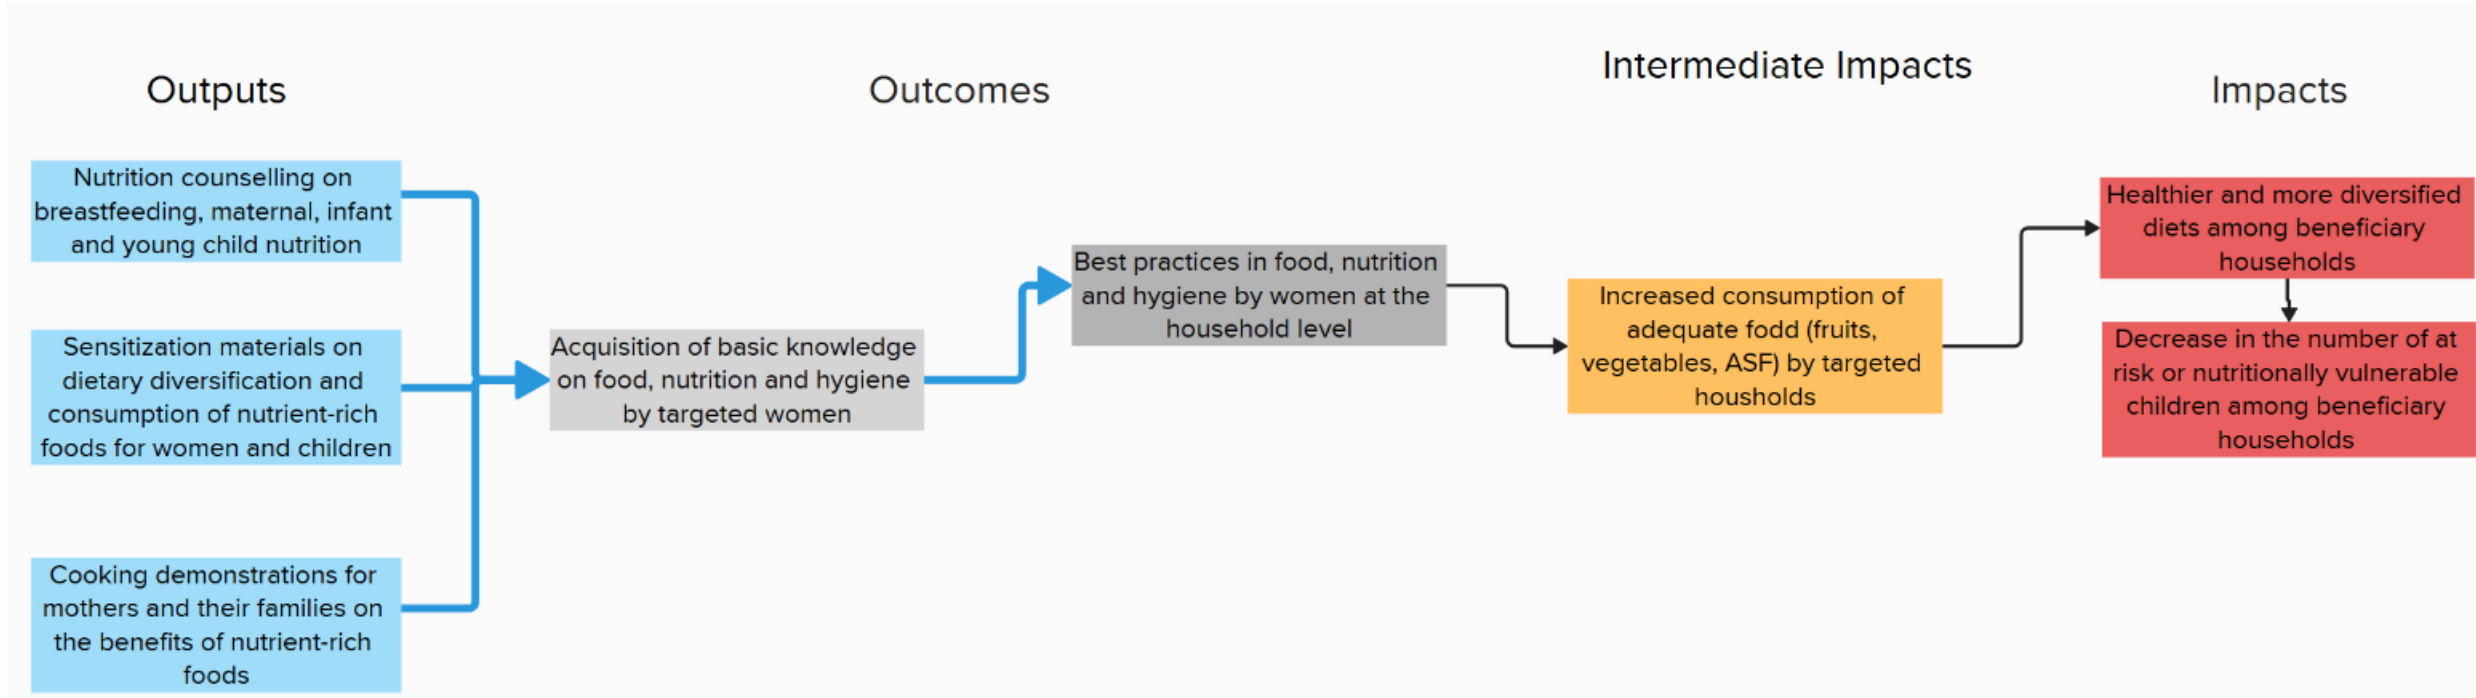 Outputs
Outcomes
Intermediate Impacts
Impacts
Nutrition counselling on
breastfeeding, maternal, infant
and young child nutrition
Sensitization materials on
dietary diversification and
consumption of nutrient-rich
foods for women and children
Cooking demonstrations for
mothers and their families on
the benefits of nutrient-rich
foods
Acquisition of basic knowledge
on food, nutrition and hygiene
by targeted women
Best practices in food, nutrition
and hygiene by women at the
household level
Increased consumption of
adequate fodd (fruits,
vegetables, ASF) by targeted
housholds
Healthier and more diversified
diets among beneficiary
households
Decrease in the number of at
risk or nutritionally vulnerable
children among beneficiary
households